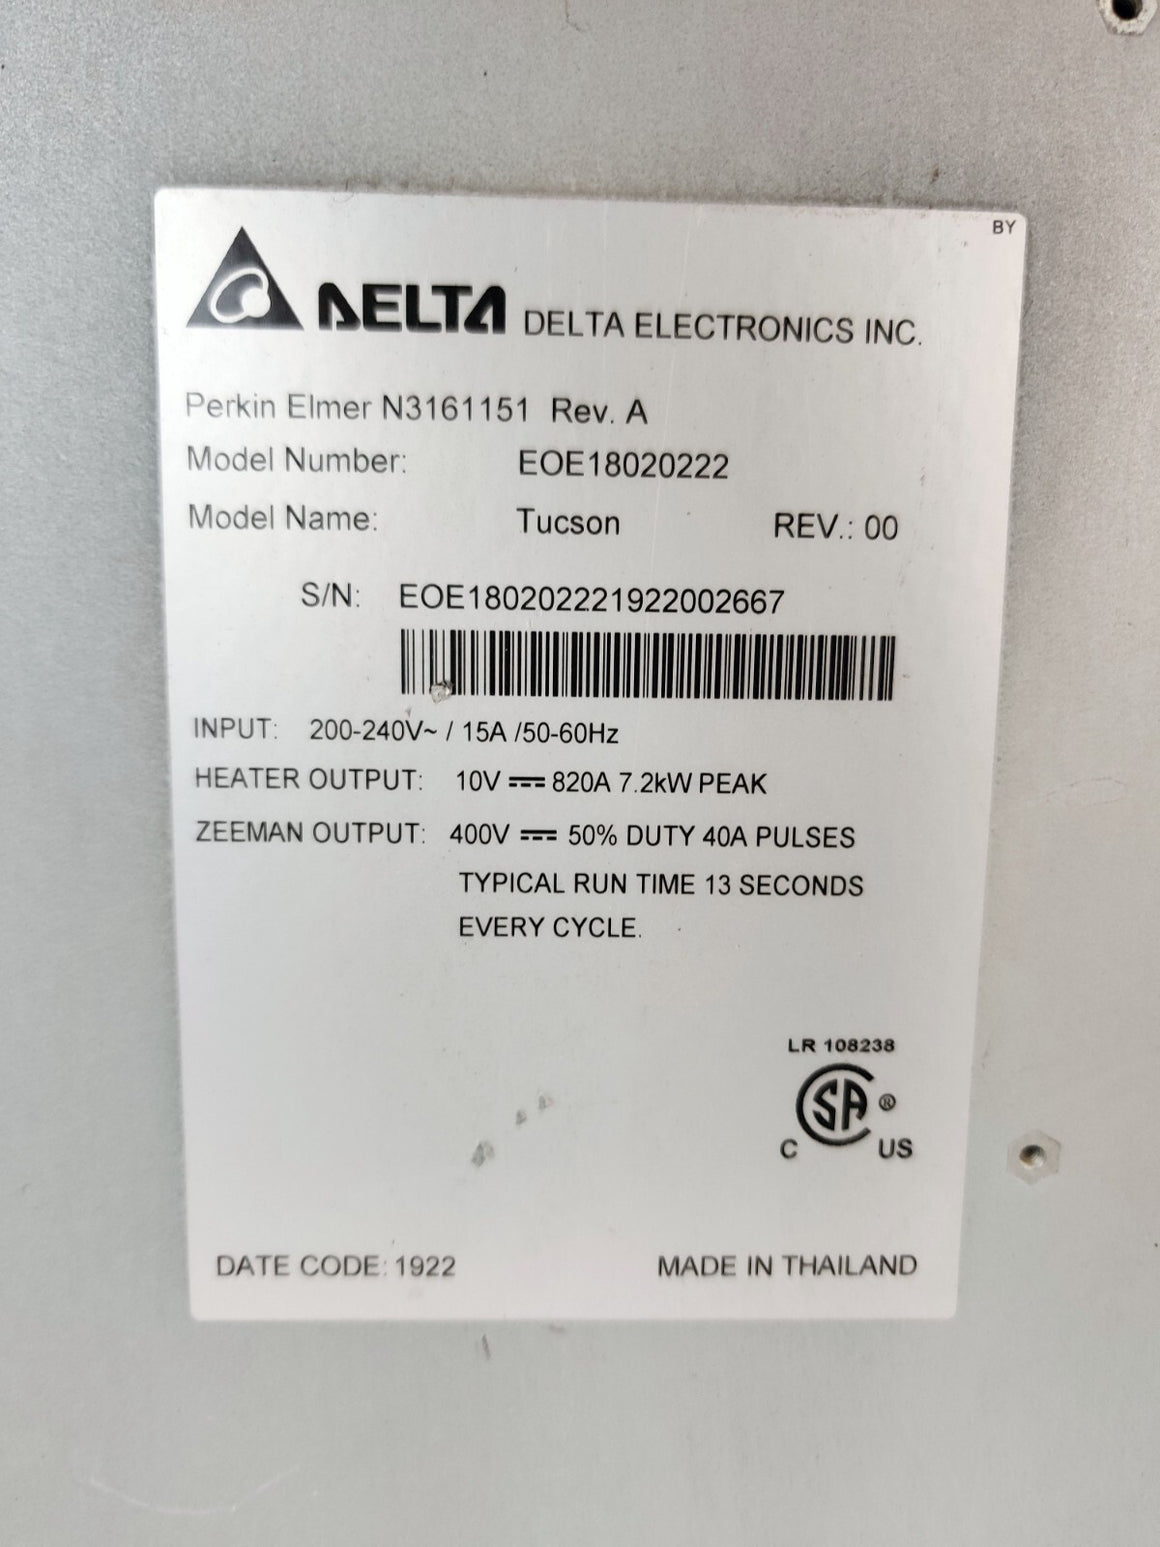 BY
DELTA DELTA ELECTRONICS INC.
Perkin Elmer N3161151 Rev. A
Model Number: EOE18020222
Model Name: Tucson REV.: 00
S/N: EOE180202221922002667
INPUT: 200-240V~ / 15A /50-60Hz
HEATER OUTPUT: 10V ⎓ 820A 7.2kW PEAK
ZEEMAN OUTPUT: 400V ⎓ 50% DUTY 40A PULSES
TYPICAL RUN TIME 13 SECONDS
EVERY CYCLE.
LR 108238
SA ®
C US
DATE CODE: 1922 MADE IN THAILAND